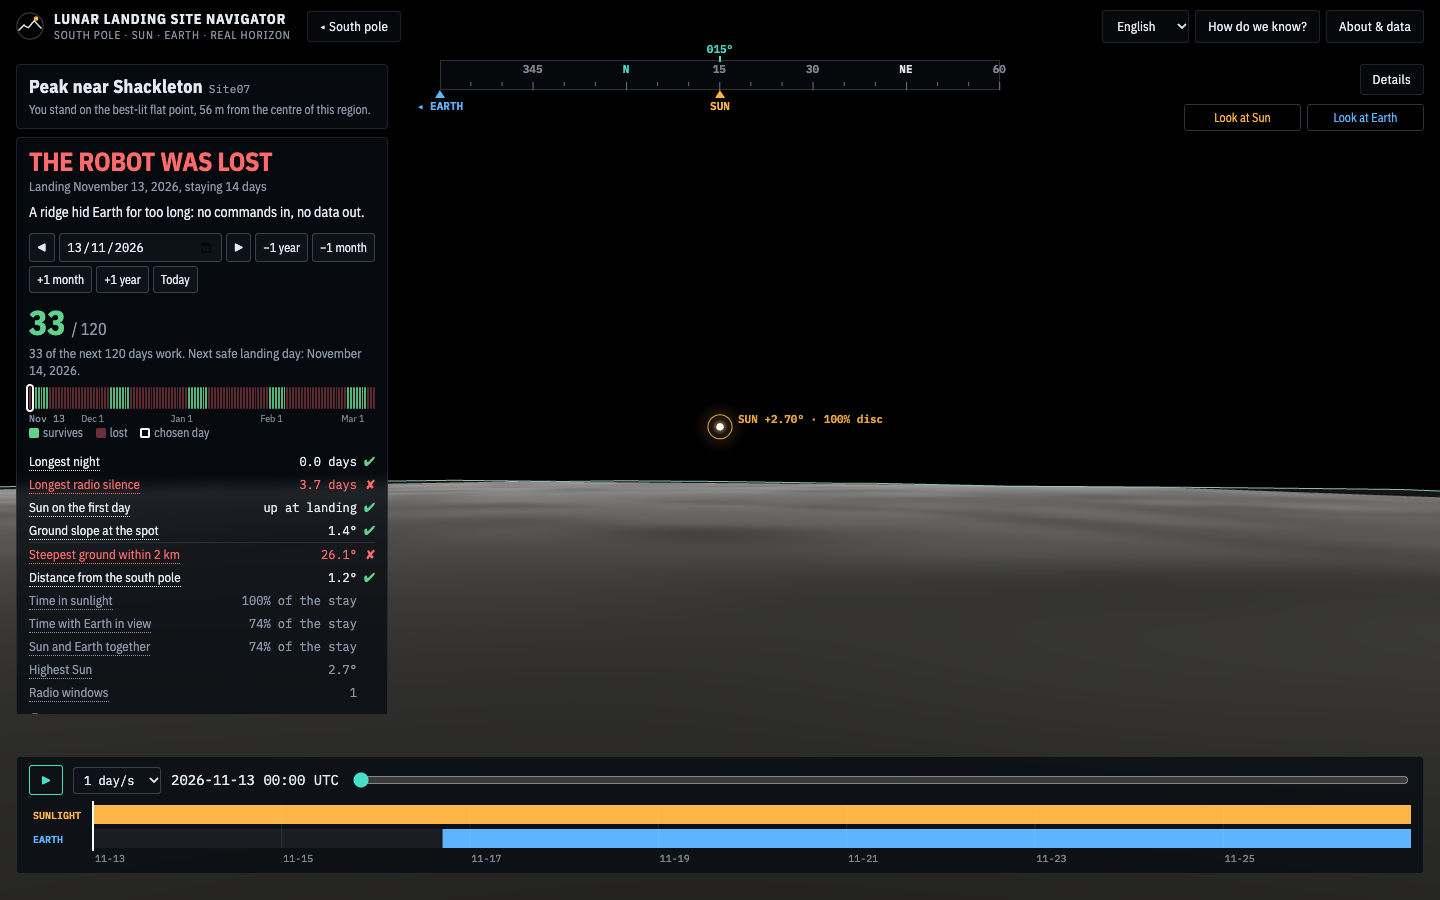 LUNAR LANDING SITE NAVIGATOR
SOUTH POLE · SUN · EARTH · REAL HORIZON
◂ South pole
English
How do we know?
About & data
015°
345 N 15 30 NE 60
◂ EARTH
SUN
Details
Look at Sun
Look at Earth
Peak near Shackleton Site07
You stand on the best-lit flat point, 56 m from the centre of this region.
THE ROBOT WAS LOST
Landing November 13, 2026, staying 14 days
A ridge hid Earth for too long: no commands in, no data out.
◀ 13/11/2026 ▶ −1 year −1 month
+1 month +1 year Today
33 / 120
33 of the next 120 days work. Next safe landing day: November
14, 2026.
Nov 13 Dec 1 Jan 1 Feb 1 Mar 1
survives lost chosen day
Longest night 0.0 days ✔
Longest radio silence 3.7 days ✘
Sun on the first day up at landing ✔
Ground slope at the spot 1.4° ✔
Steepest ground within 2 km 26.1° ✘
Distance from the south pole 1.2° ✔
Time in sunlight 100% of the stay
Time with Earth in view 74% of the stay
Sun and Earth together 74% of the stay
Highest Sun 2.7°
Radio windows 1
SUN +2.70° · 100% disc
▶ 1 day/s 2026-11-13 00:00 UTC
SUNLIGHT
EARTH
11-13 11-15 11-17 11-19 11-21 11-23 11-25